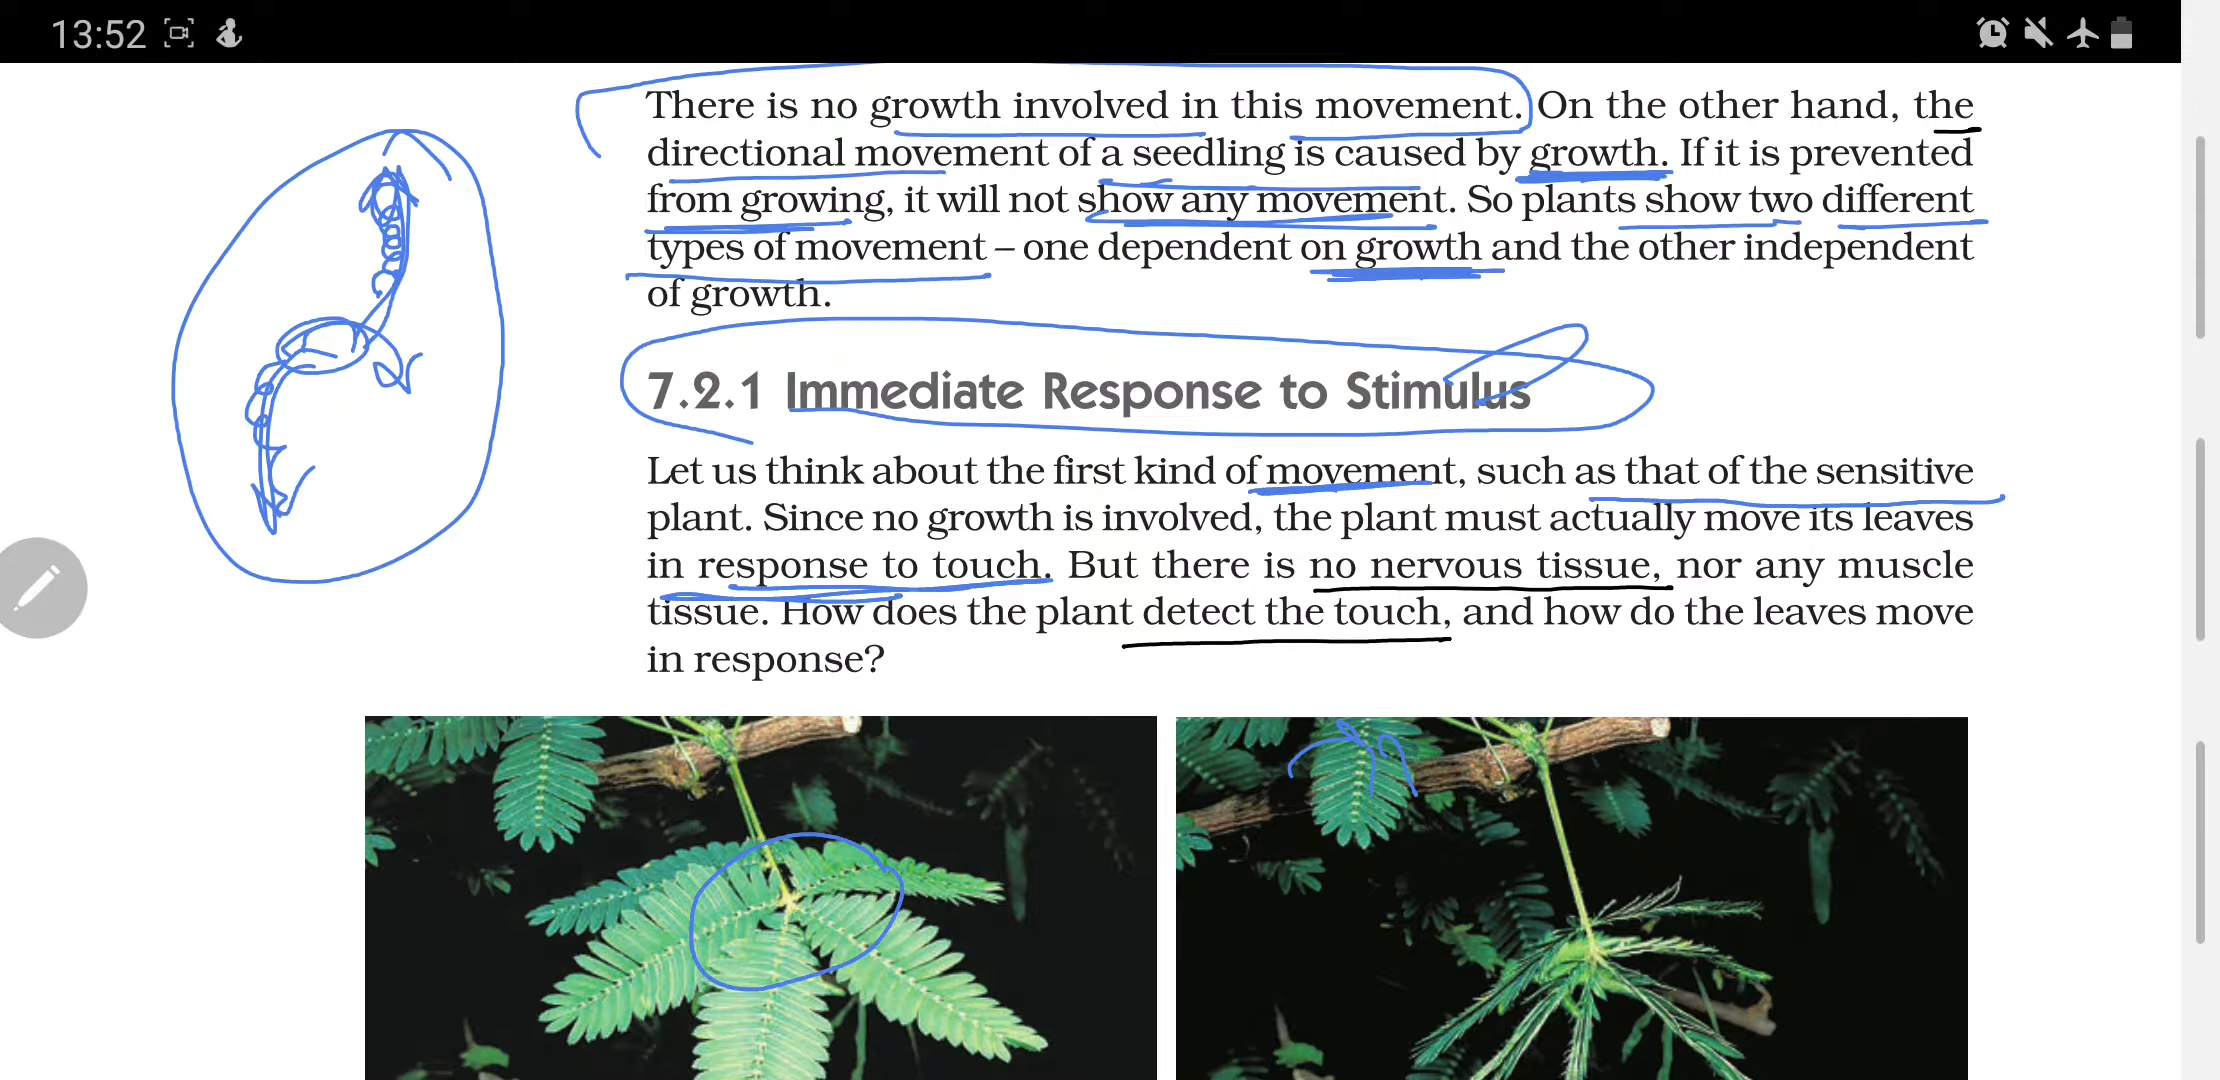 13:52
There is no growth involved in this movement. On the other hand, the
directional movement of a seedling is caused by growth. If it is prevented
from growing, it will not show any movement. So plants show two different
types of movement – one dependent on growth and the other independent
of growth.
7.2.1 Immediate Response to Stimulus
Let us think about the first kind of movement, such as that of the sensitive
plant. Since no growth is involved, the plant must actually move its leaves
in response to touch. But there is no nervous tissue, nor any muscle
tissue. How does the plant detect the touch, and how do the leaves move
in response?